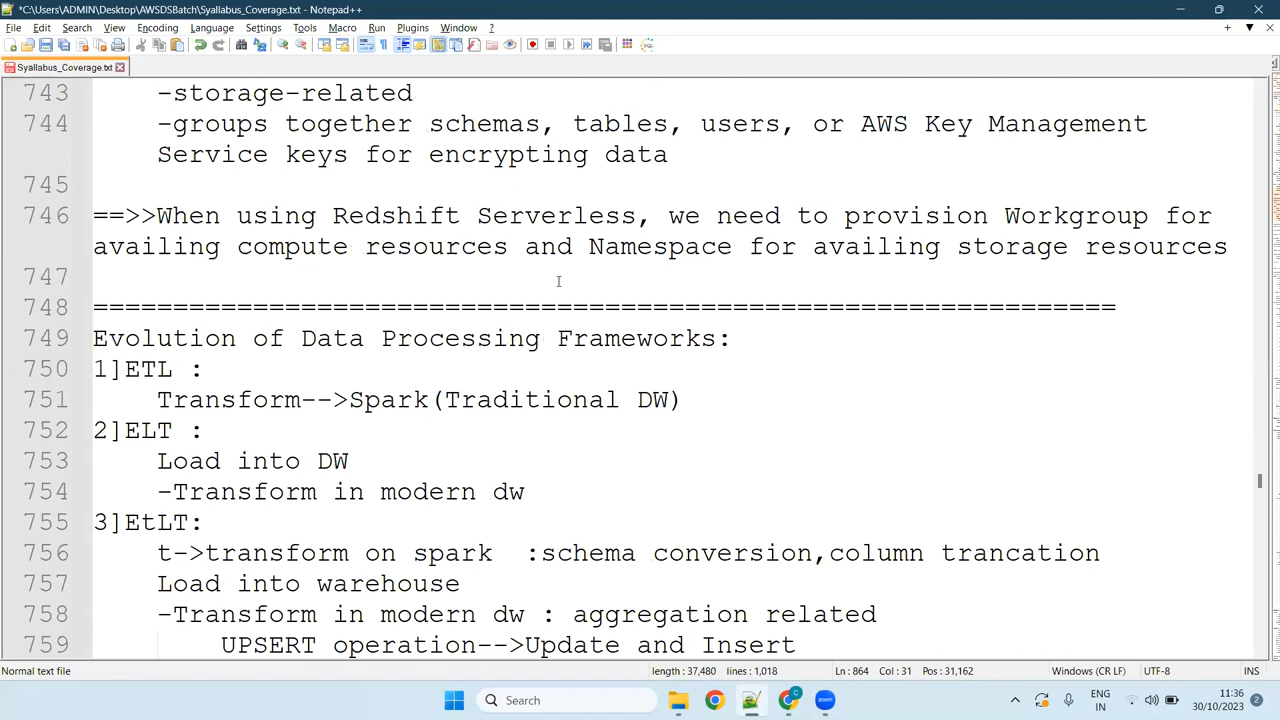 *C:\Users\ADMIN\Desktop\AWSDSBatch\Syallabus_Coverage.txt - Notepad++
File Edit Search View Encoding Language Settings Tools Macro Run Plugins Window ?
Syallabus_Coverage.txt
743 -storage-related
744 -groups together schemas, tables, users, or AWS Key Management
Service keys for encrypting data
745
746 ==>>When using Redshift Serverless, we need to provision Workgroup for
availing compute resources and Namespace for availing storage resources
747
748 ================================================================
749 Evolution of Data Processing Frameworks:
750 1]ETL :
751 Transform-->Spark(Traditional DW)
752 2]ELT :
753 Load into DW
754 -Transform in modern dw
755 3]EtLT:
756 t->transform on spark :schema conversion,column trancation
757 Load into warehouse
758 -Transform in modern dw : aggregation related
759 UPSERT operation-->Update and Insert
Normal text file length : 37,480 lines : 1,018 Ln : 864 Col : 31 Pos : 31,162 Windows (CR LF) UTF-8 INS
Search ENG IN 11:36 30/10/2023